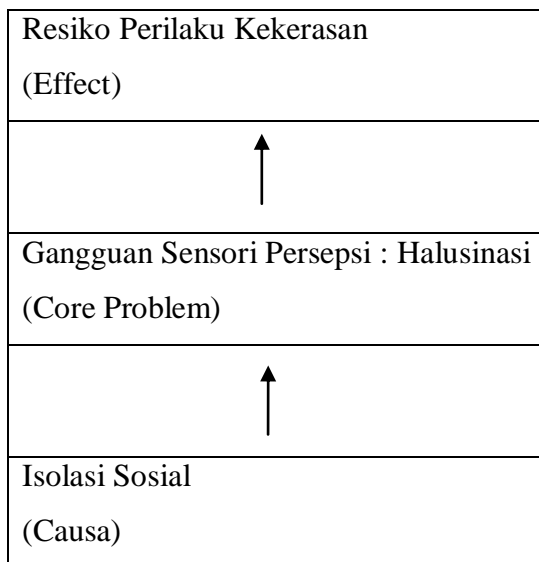 Resiko Perilaku Kekerasan
(Effect)
Gangguan Sensori Persepsi : Halusinasi
(Core Problem)
Isolasi Sosial
(Causa)